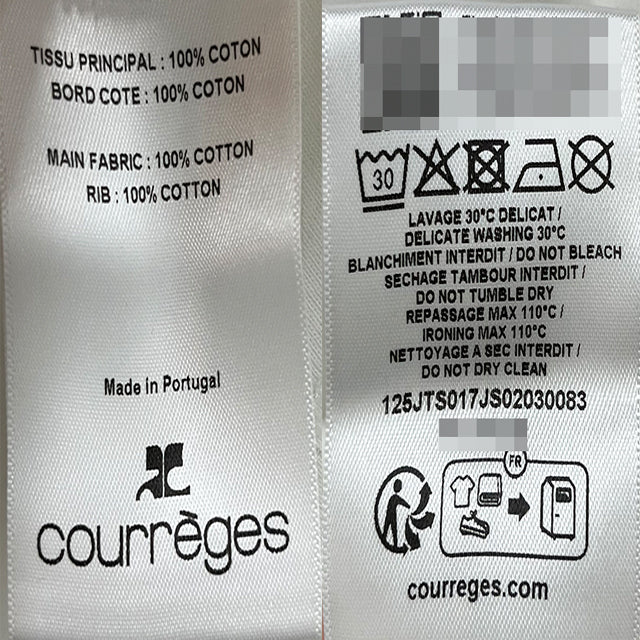 TISSU PRINCIPAL : 100% COTON
BORD COTE : 100% COTON
MAIN FABRIC : 100% COTTON
RIB : 100% COTTON
Made in Portugal
courrèges
30
LAVAGE 30°C DELICAT /
DELICATE WASHING 30°C
BLANCHIMENT INTERDIT / DO NOT BLEACH
SECHAGE TAMBOUR INTERDIT /
DO NOT TUMBLE DRY
REPASSAGE MAX 110°C /
IRONING MAX 110°C
NETTOYAGE A SEC INTERDIT /
DO NOT DRY CLEAN
125JTS017JS02030083
FR
courreges.com